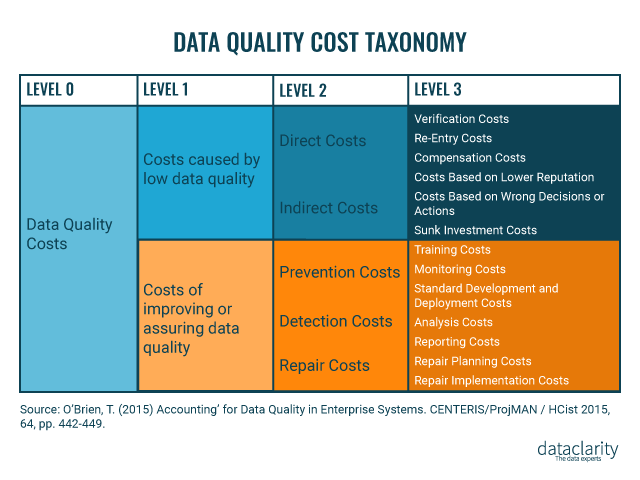 DATA QUALITY COST TAXONOMY
LEVEL 0
LEVEL 1
LEVEL 2
LEVEL 3
Data Quality
Costs
Costs caused by
low data quality
Direct Costs
Indirect Costs
Verification Costs
Re-Entry Costs
Compensation Costs
Costs Based on Lower Reputation
Costs Based on Wrong Decisions or
Actions
Sunk Investment Costs
Costs of
improving or
assuring data
quality
Prevention Costs
Detection Costs
Repair Costs
Training Costs
Monitoring Costs
Standard Development and
Deployment Costs
Analysis Costs
Reporting Costs
Repair Planning Costs
Repair Implementation Costs
Source: O’Brien, T. (2015) Accounting’ for Data Quality in Enterprise Systems. CENTERIS/ProjMAN / HCist 2015,
64, pp. 442-449.
dataclarity
The data experts